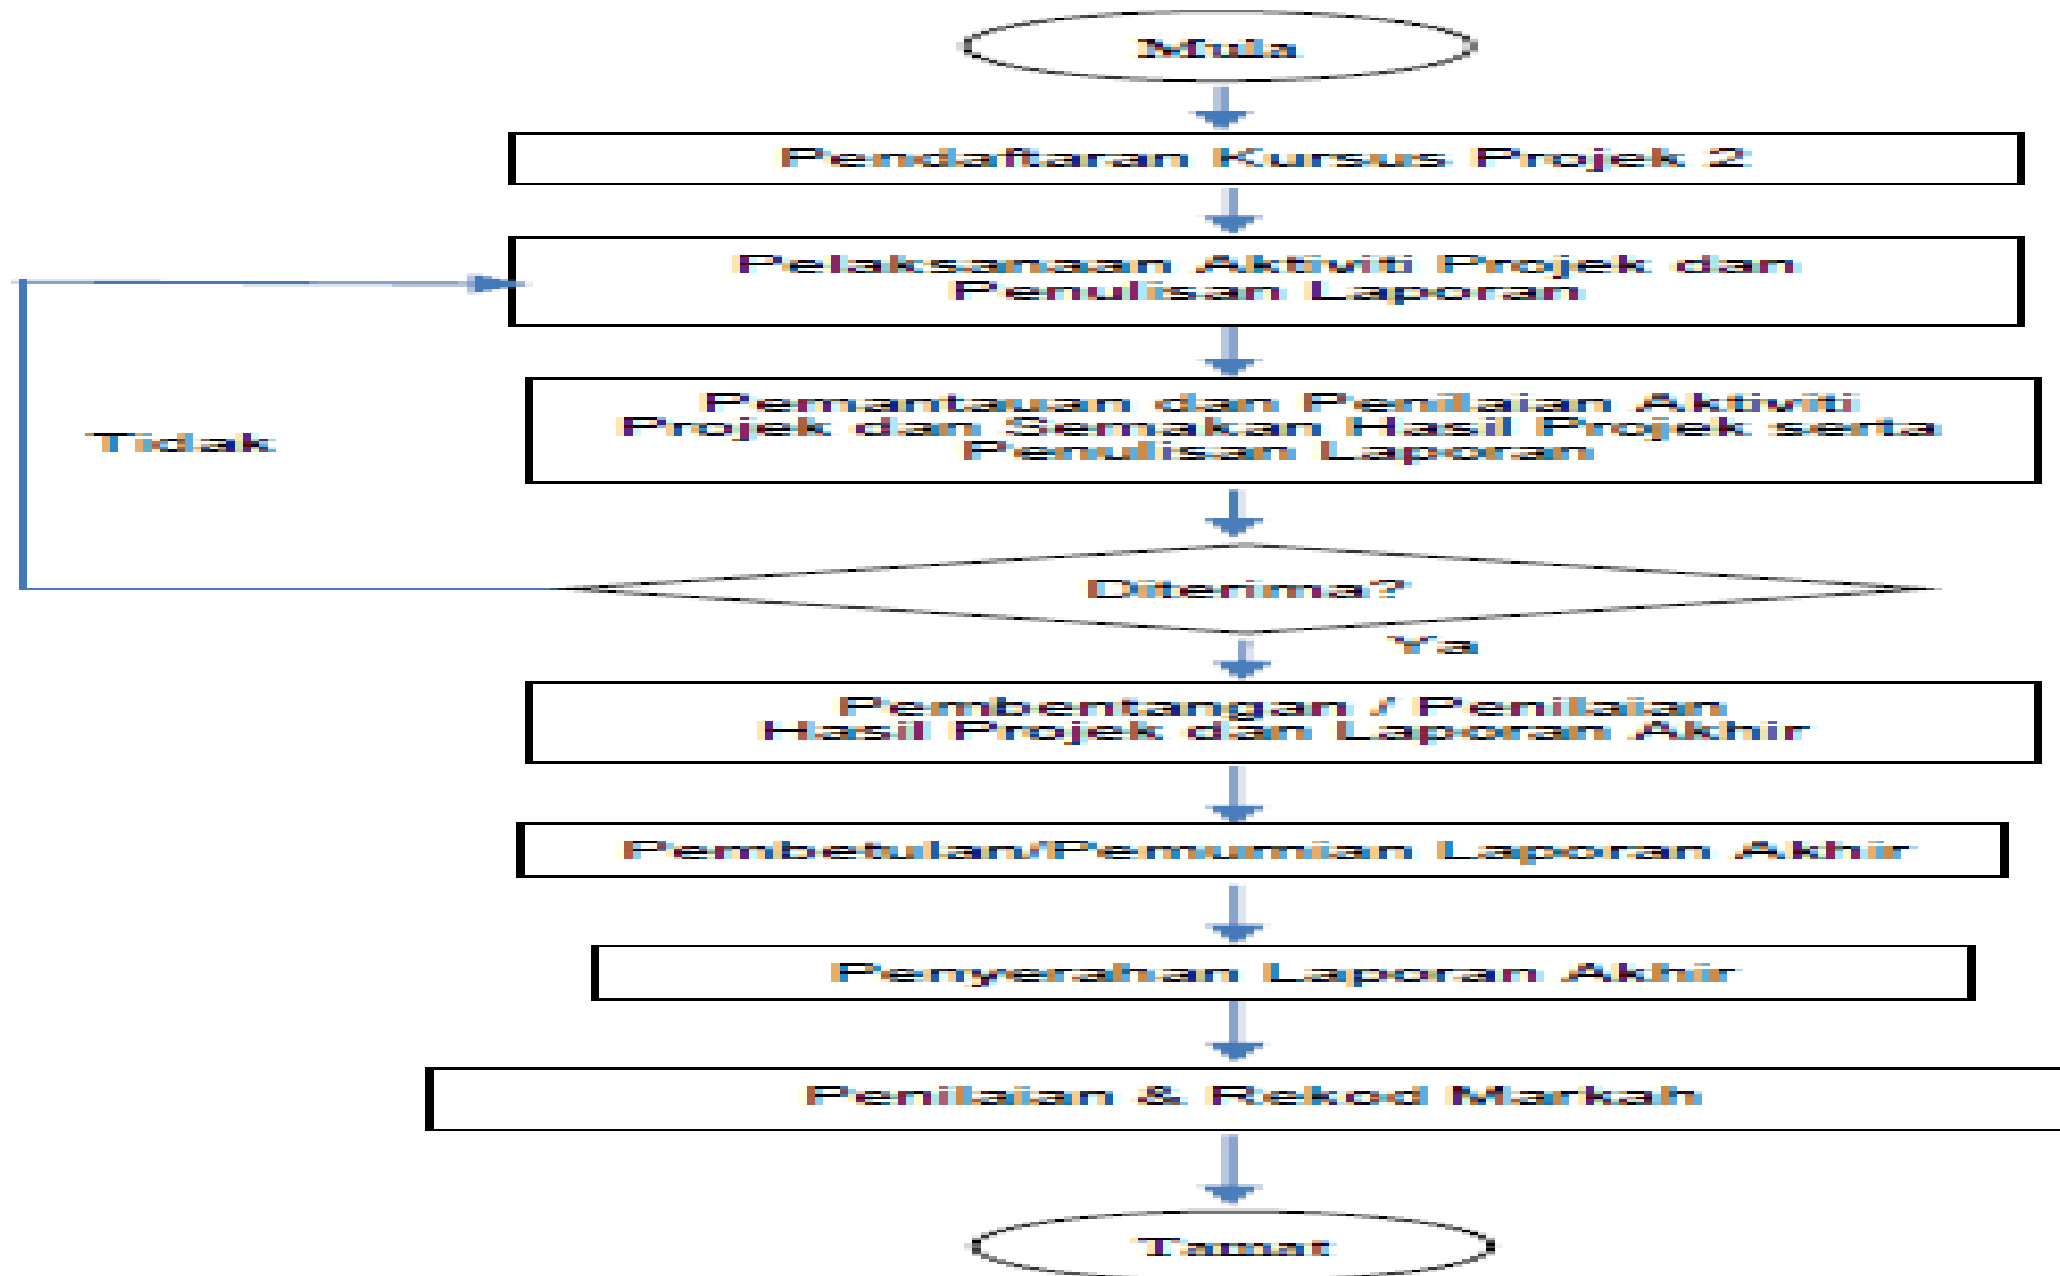 Mula
Pendaftaran Kursus Projek 2
Pelaksanaan Aktiviti Projek dan
Penulisan Laporan
Pemantauan dan Penilaian Aktiviti
Projek dan Semakan Hasil Projek serta
Penulisan Laporan
Tidak
Diterima?
Ya
Pembentangan / Penilaian
Hasil Projek dan Laporan Akhir
Pembetulan/Pemurnian Laporan Akhir
Penyerahan Laporan Akhir
Penilaian & Rekod Markah
Tamat